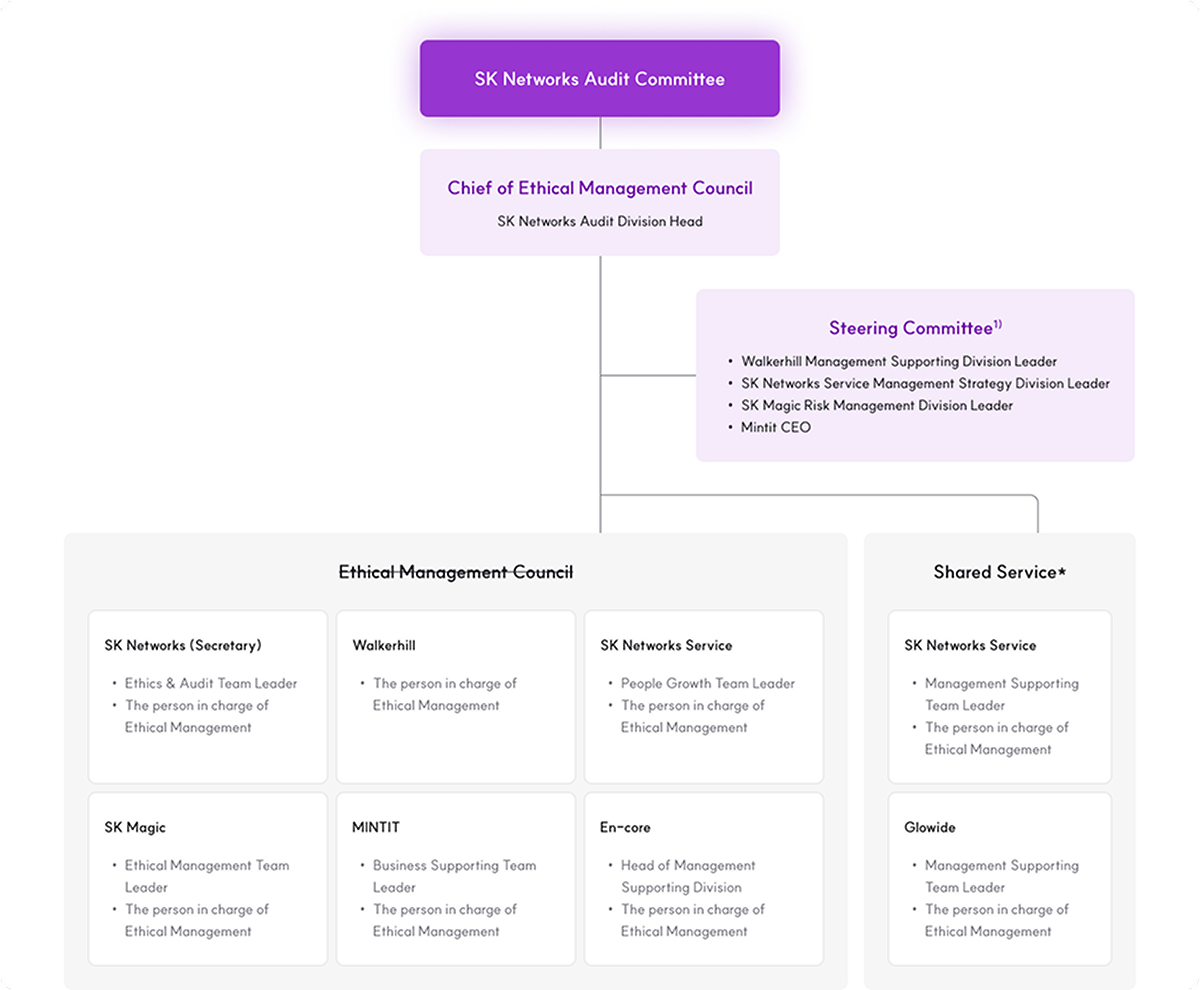 SK Networks Audit Committee
Chief of Ethical Management Council
SK Networks Audit Division Head
Steering Committee¹⁾
• Walkerhill Management Supporting Division Leader
• SK Networks Service Management Strategy Division Leader
• SK Magic Risk Management Division Leader
• Mintit CEO
Ethical Management Council
SK Networks (Secretary)
• Ethics & Audit Team Leader
• The person in charge of
Ethical Management
Walkerhill
• The person in charge of
Ethical Management
SK Networks Service
• People Growth Team Leader
• The person in charge of
Ethical Management
SK Magic
• Ethical Management Team
Leader
• The person in charge of
Ethical Management
MINTIT
• Business Supporting Team
Leader
• The person in charge of
Ethical Management
En-core
• Head of Management
Supporting Division
• The person in charge of
Ethical Management
Shared Service*
SK Networks Service
• Management Supporting
Team Leader
• The person in charge of
Ethical Management
Glowide
• Management Supporting
Team Leader
• The person in charge of
Ethical Management